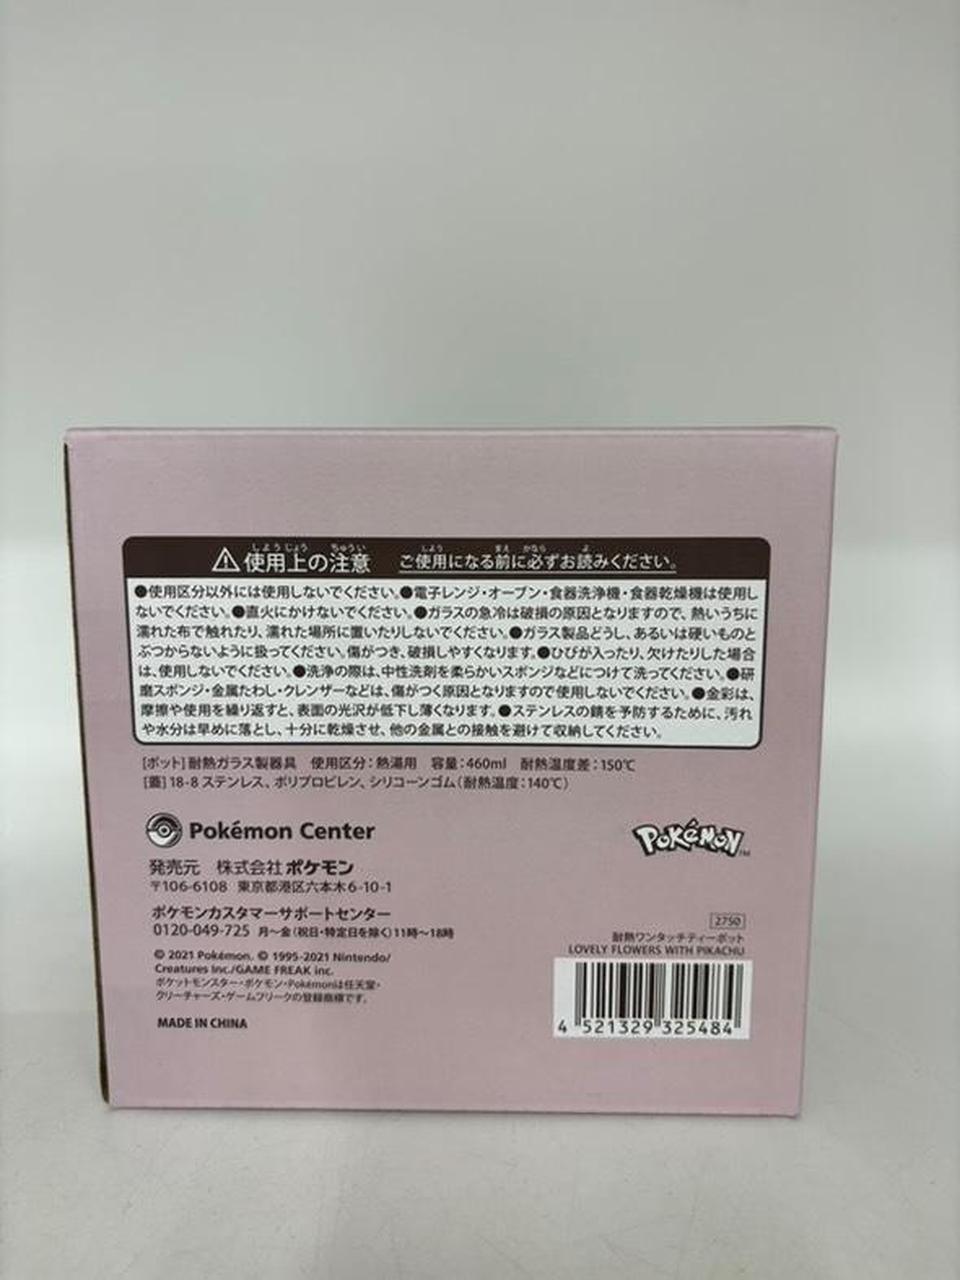 ⚠使用上の注意 ご使用になる前に必ずお読みください。
●使用区分以外には使用しないでください。●電子レンジ・オーブン・食器洗浄機・食器乾燥機は使用し
ないでください。●直火にかけないでください。●ガラスの急冷は破損の原因となりますので、熱いうちに
濡れた布で触れたり、濡れた場所に置いたりしないでください。●ガラス製品どうし、あるいは硬いものと
ぶつからないように扱ってください。傷がつき、破損しやすくなります。●ひびが入ったり、欠けたりした場合
は、使用しないでください。●洗浄の際は、中性洗剤を柔らかいスポンジなどにつけて洗ってください。●研
磨スポンジ・金属たわし・クレンザーなどは、傷がつく原因となりますので使用しないでください。●金彩は、
摩擦や使用を繰り返すと、表面の光沢が低下し薄くなります。●ステンレスの錆を予防するために、汚れ
や水分は早めに落とし、十分に乾燥させ、他の金属との接触を避けて収納してください。
[ポット]耐熱ガラス製器具 使用区分:熱湯用 容量:460ml 耐熱温度差:150℃
[蓋]18-8 ステンレス、ポリプロピレン、シリコーンゴム(耐熱温度:140℃)
Pokémon Center
POKéMON™
発売元 株式会社ポケモン
〒106-6108 東京都港区六本木6-10-1
ポケモンカスタマーサポートセンター
0120-049-725 月〜金(祝日・特定日を除く)11時〜18時
© 2021 Pokémon. © 1995-2021 Nintendo/
Creatures Inc./GAME FREAK inc.
ポケットモンスター・ポケモン・Pokémonは任天堂・
クリーチャーズ・ゲームフリークの登録商標です。
MADE IN CHINA
2750
耐熱ワンタッチティーポット
LOVELY FLOWERS WITH PIKACHU
4 521329 325484